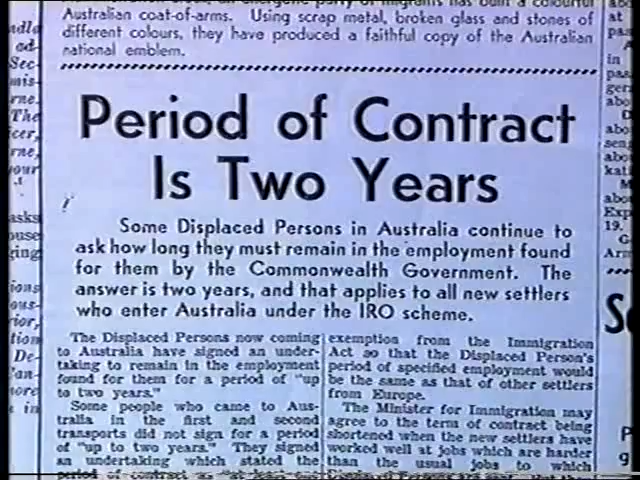 Australian coat-of-arms. Using scrap metal, broken glass and stones of
different colours, they have produced a faithful copy of the Australian
national emblem.
Period of Contract
Is Two Years
Some Displaced Persons in Australia continue to
ask how long they must remain in the employment found
for them by the Commonwealth Government. The
answer is two years, and that applies to all new settlers
who enter Australia under the IRO scheme.
The Displaced Persons now coming
to Australia have signed an under-
taking to remain in the employment
found for them for a period of "up
to two years."
Some people who came to Aus-
tralia in the first and second
transports did not sign for a period
of "up to two years." They signed
an undertaking which stated the
period of contract as "at least one
exemption from the Immigration
Act so that the Displaced Person's
period of specified employment would
be the same as that of other settlers
from Europe.
The Minister for Immigration may
agree to the term of contract being
shortened when the new settlers have
worked well at jobs which are harder
than the usual jobs to which